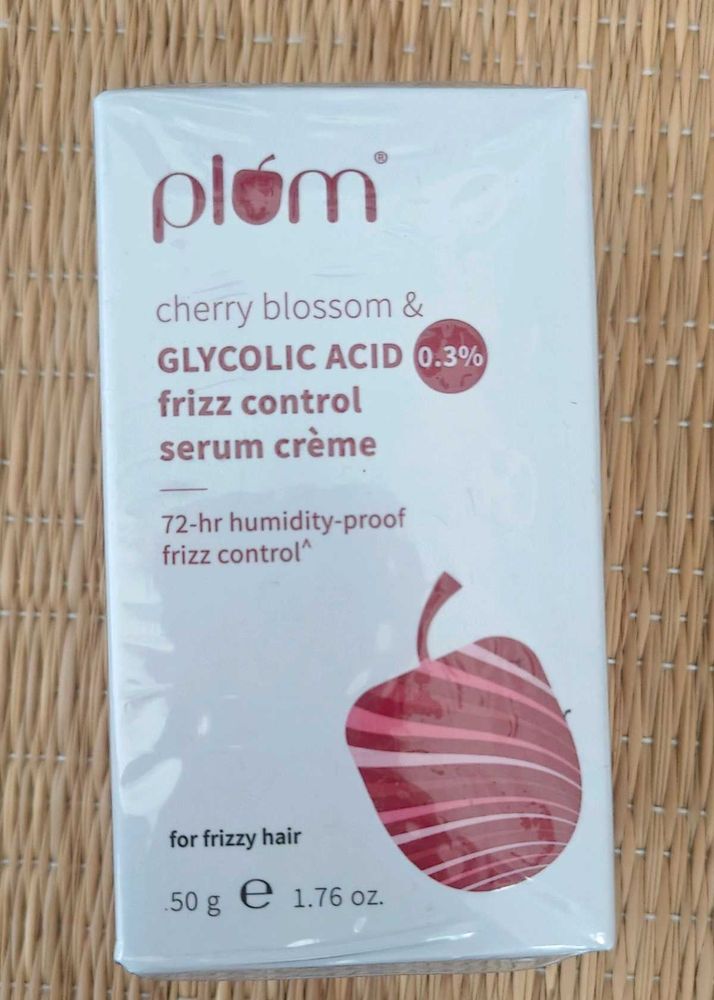 plum®
cherry blossom &
GLYCOLIC ACID 0.3%
frizz control
serum crème
72-hr humidity-proof
frizz control^
for frizzy hair
50 g ℮ 1.76 oz.